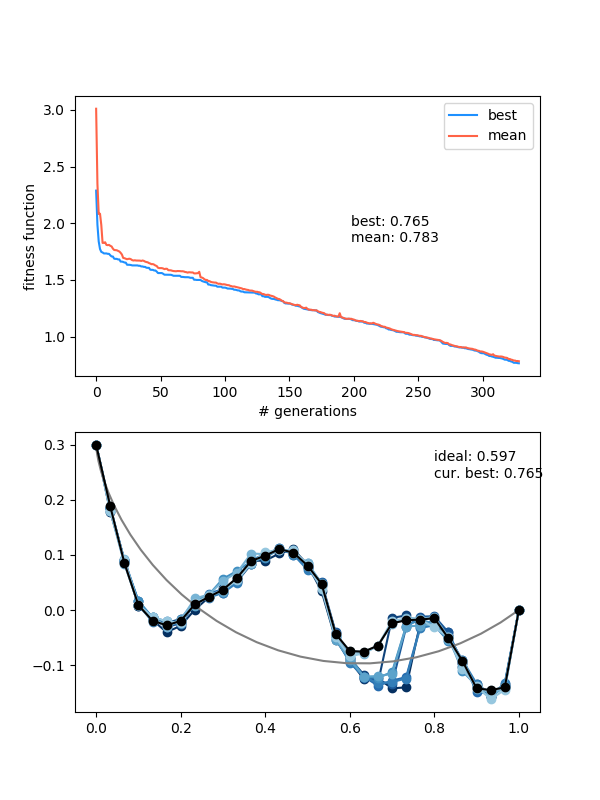 3.0
2.5
2.0
1.5
1.0
fitness function
best
mean
best: 0.765
mean: 0.783
0
50
100
150
200
250
300
# generations
0.3
0.2
0.1
0.0
−0.1
ideal: 0.597
cur. best: 0.765
0.0
0.2
0.4
0.6
0.8
1.0